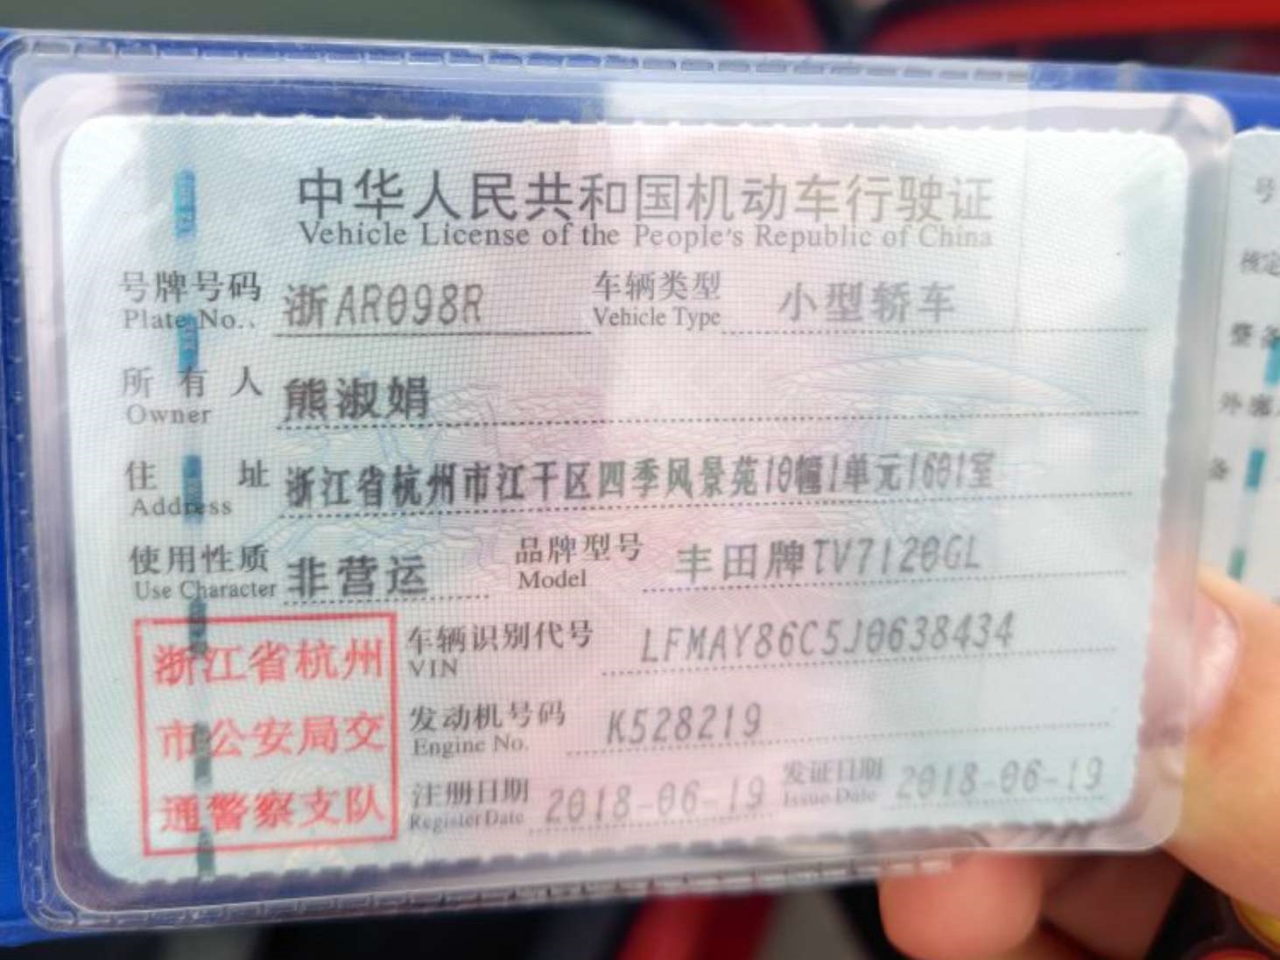 中华人民共和国机动车行驶证
Vehicle License of the People's Republic of China
号牌号码 浙AR098R 车辆类型 小型轿车
Plate No. Vehicle Type
所有人 熊淑娟
Owner
住址 浙江省杭州市江干区四季风景苑10幢1单元1601室
Address
使用性质 非营运 品牌型号 丰田牌TV7120GL
Use Character Model
车辆识别代号 LFMAY86C5J0638434
VIN
发动机号码 K528219
Engine No.
注册日期 2018-06-19 发证日期 2018-06-19
Register Date Issue Date
浙江省杭州
市公安局交
通警察支队
号
核定
整备
外廓
备